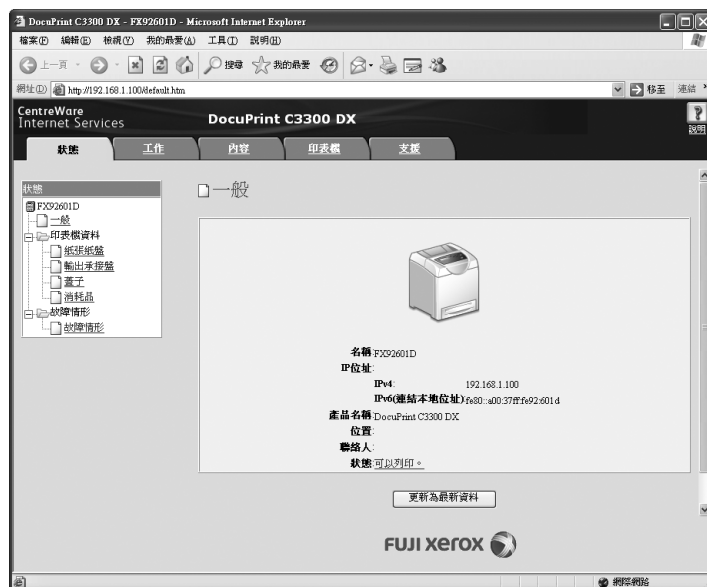 DocuPrint C3300 DX - FX92601D - Microsoft Internet Explorer
檔案(F) 編輯(E) 檢視(V) 我的最愛(A) 工具(T) 說明(H)
上一頁 搜尋 我的最愛
網址(D) http://192.168.1.100/default.htm 移至 連結 »
CentreWare
Internet Services
DocuPrint C3300 DX
說明
狀態 工作 內容 印表機 支援
狀態
FX92601D
一般
印表機資料
紙張紙盤
輸出承接盤
蓋子
消耗品
故障情形
故障情形
一般
名稱:FX92601D
IP位址:
IPv4: 192.168.1.100
IPv6(連結本地位址):fe80::a00:37ff:fe92:601d
產品名稱:DocuPrint C3300 DX
位置:
聯絡人:
狀態:可以列印。
更新為最新資料
FUJI XEROX
網際網路